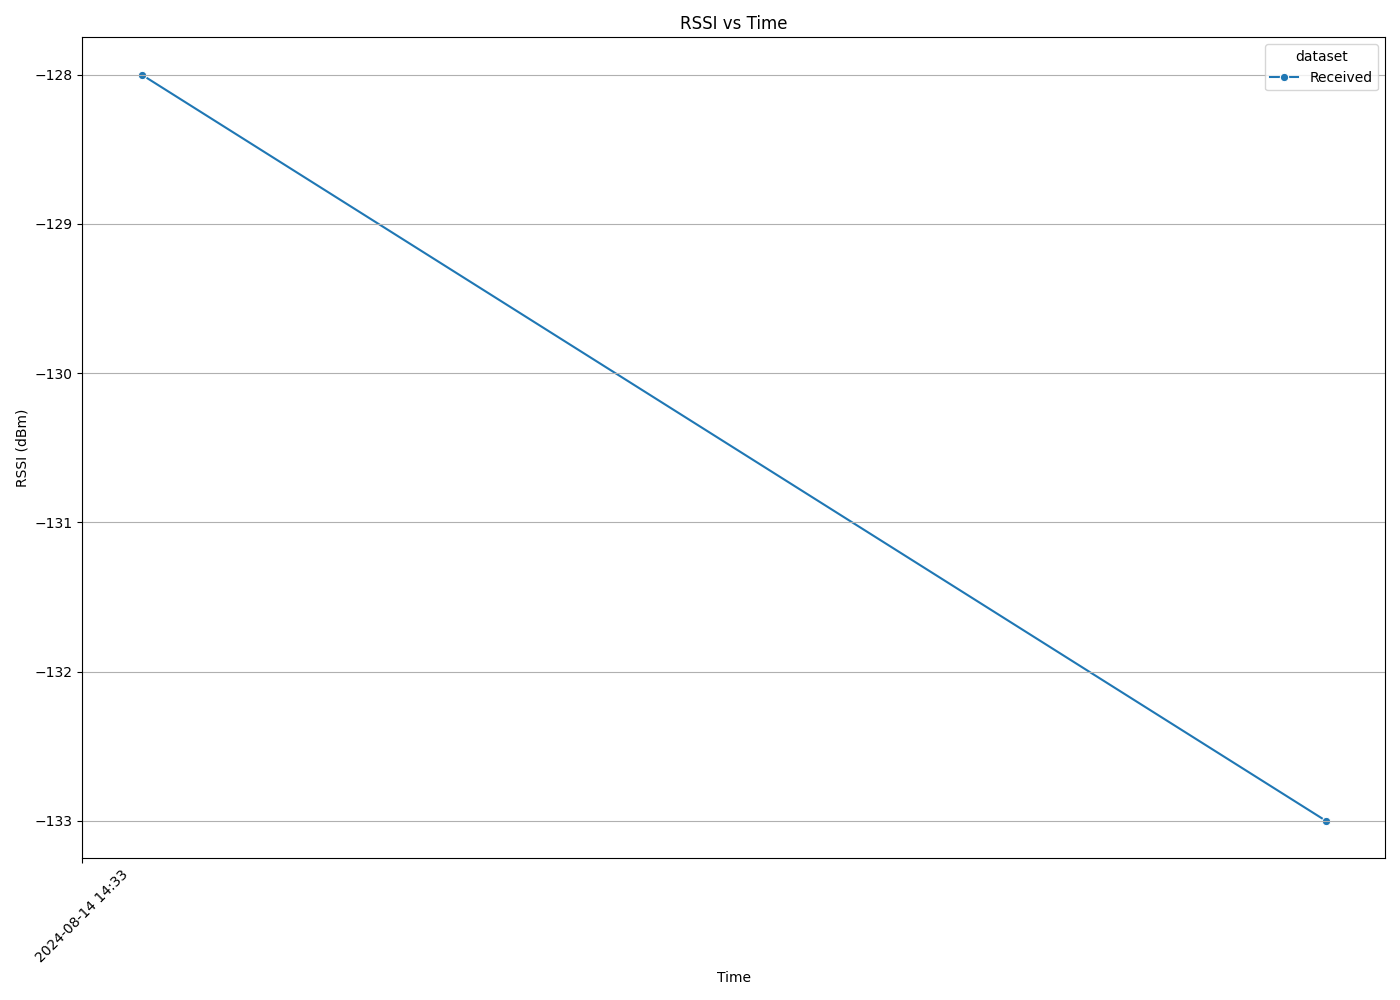 RSSI vs Time
dataset
Received
−128
−129
−130
−131
−132
−133
RSSI (dBm)
2024-08-14 14:33
Time